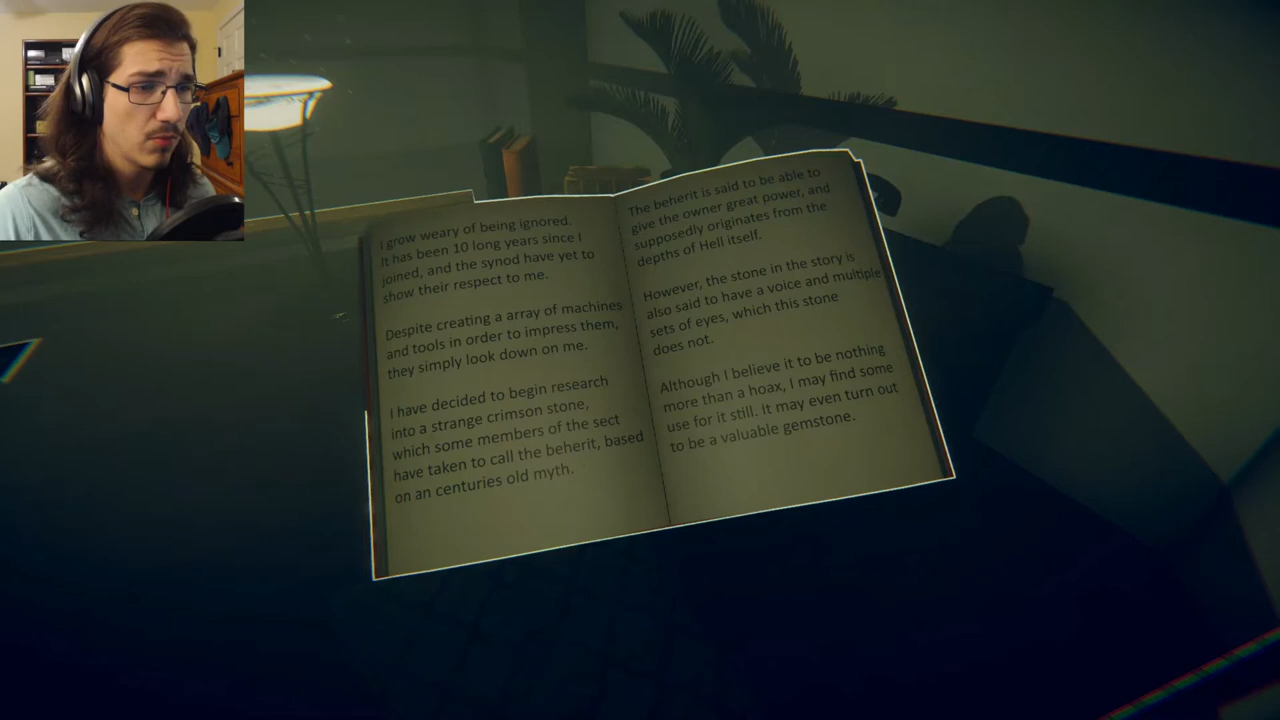 I grow weary of being ignored.
It has been 10 long years since I
joined, and the synod have yet to
show their respect to me.
Despite creating a array of machines
and tools in order to impress them,
they simply look down on me.
I have decided to begin research
into a strange crimson stone,
which some members of the sect
have taken to call the beherit, based
on an centuries old myth.
The beherit is said to be able to
give the owner great power, and
supposedly originates from the
depths of Hell itself.
However, the stone in the story is
also said to have a voice and multiple
sets of eyes, which this stone
does not.
Although I believe it to be nothing
more than a hoax, I may find some
use for it still. It may even turn out
to be a valuable gemstone.